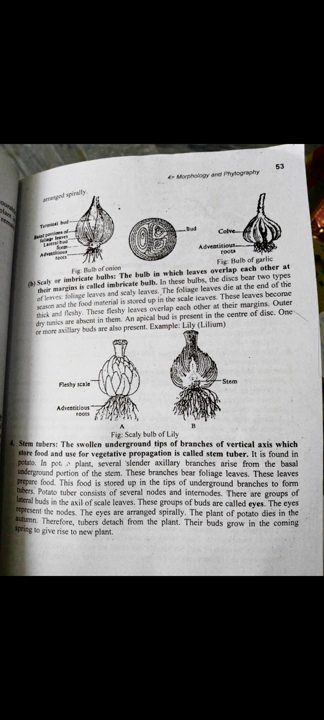 53
4> Morphology and Phytography
arranged spirally.
Terminal bud
Basal portions of
foliage leaves
Lateral bud
Stem
Adventitious
roots
Bud
Clove
Adventitious
roots
Fig: Bulb of onion
Fig: Bulb of garlic
(b) Scaly or imbricate bulbs: The bulb in which leaves overlap each other at
their margins is called imbricate bulb. In these bulbs, the discs bear two types
of leaves: foliage leaves and scaly leaves. The foliage leaves die at the end of the
season and the food material is stored up in the scale leaves. These leaves become
thick and fleshy. These fleshy leaves overlap each other at their margins. Outer
dry tunics are absent in them. An apical bud is present in the centre of disc. One
or more axillary buds are also present. Example: Lily (Lilium)
Fleshy scale
Adventitious
roots
Stem
A
B
Fig: Scaly bulb of Lily
Stem tubers: The swollen underground tips of branches of vertical axis which
store food and use for vegetative propagation is called stem tuber. It is found in
potato. In plant, several slender axillary branches arise from the basal
underground portion of the stem. These branches bear foliage leaves. These leaves
prepare food. This food is stored up in the tips of underground branches to form
tubers. Potato tuber consists of several nodes and internodes. There are groups of
lateral buds in the axil of scale leaves. These groups of buds are called eyes. The eyes
represent the nodes. The eyes are arranged spirally. The plant of potato dies in the
autumn. Therefore, tubers detach from the plant. Their buds grow in the coming
spring to give rise to new plant.